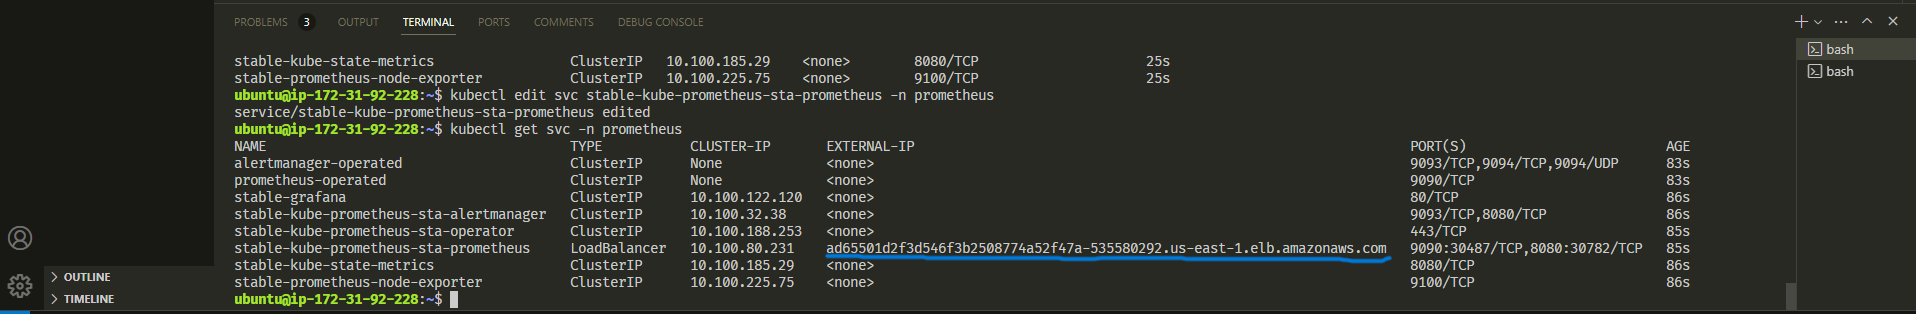 PROBLEMS 3 OUTPUT TERMINAL PORTS COMMENTS DEBUG CONSOLE
stable-kube-state-metrics ClusterIP 10.100.185.29 <none> 8080/TCP 25s
stable-prometheus-node-exporter ClusterIP 10.100.225.75 <none> 9100/TCP 25s
ubuntu@ip-172-31-92-228:~$ kubectl edit svc stable-kube-prometheus-sta-prometheus -n prometheus
service/stable-kube-prometheus-sta-prometheus edited
ubuntu@ip-172-31-92-228:~$ kubectl get svc -n prometheus
NAME TYPE CLUSTER-IP EXTERNAL-IP PORT(S) AGE
alertmanager-operated ClusterIP None <none> 9093/TCP,9094/TCP,9094/UDP 83s
prometheus-operated ClusterIP None <none> 9090/TCP 83s
stable-grafana ClusterIP 10.100.122.120 <none> 80/TCP 86s
stable-kube-prometheus-sta-alertmanager ClusterIP 10.100.32.38 <none> 9093/TCP,8080/TCP 86s
stable-kube-prometheus-sta-operator ClusterIP 10.100.188.253 <none> 443/TCP 85s
stable-kube-prometheus-sta-prometheus LoadBalancer 10.100.80.231 ad65501d2f3d546f3b2508774a52f47a-535580292.us-east-1.elb.amazonaws.com 9090:30487/TCP,8080:30782/TCP 85s
stable-kube-state-metrics ClusterIP 10.100.185.29 <none> 8080/TCP 86s
stable-prometheus-node-exporter ClusterIP 10.100.225.75 <none> 9100/TCP 86s
ubuntu@ip-172-31-92-228:~$
bash
bash
OUTLINE
TIMELINE